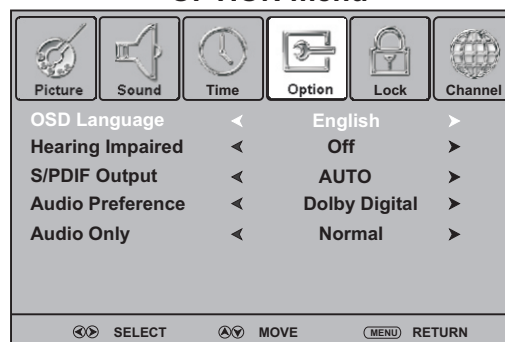 Picture Sound Time Option Lock Channel
OSD Language English
Hearing Impaired Off
S/PDIF Output AUTO
Audio Preference Dolby Digital
Audio Only Normal
SELECT MOVE MENU RETURN